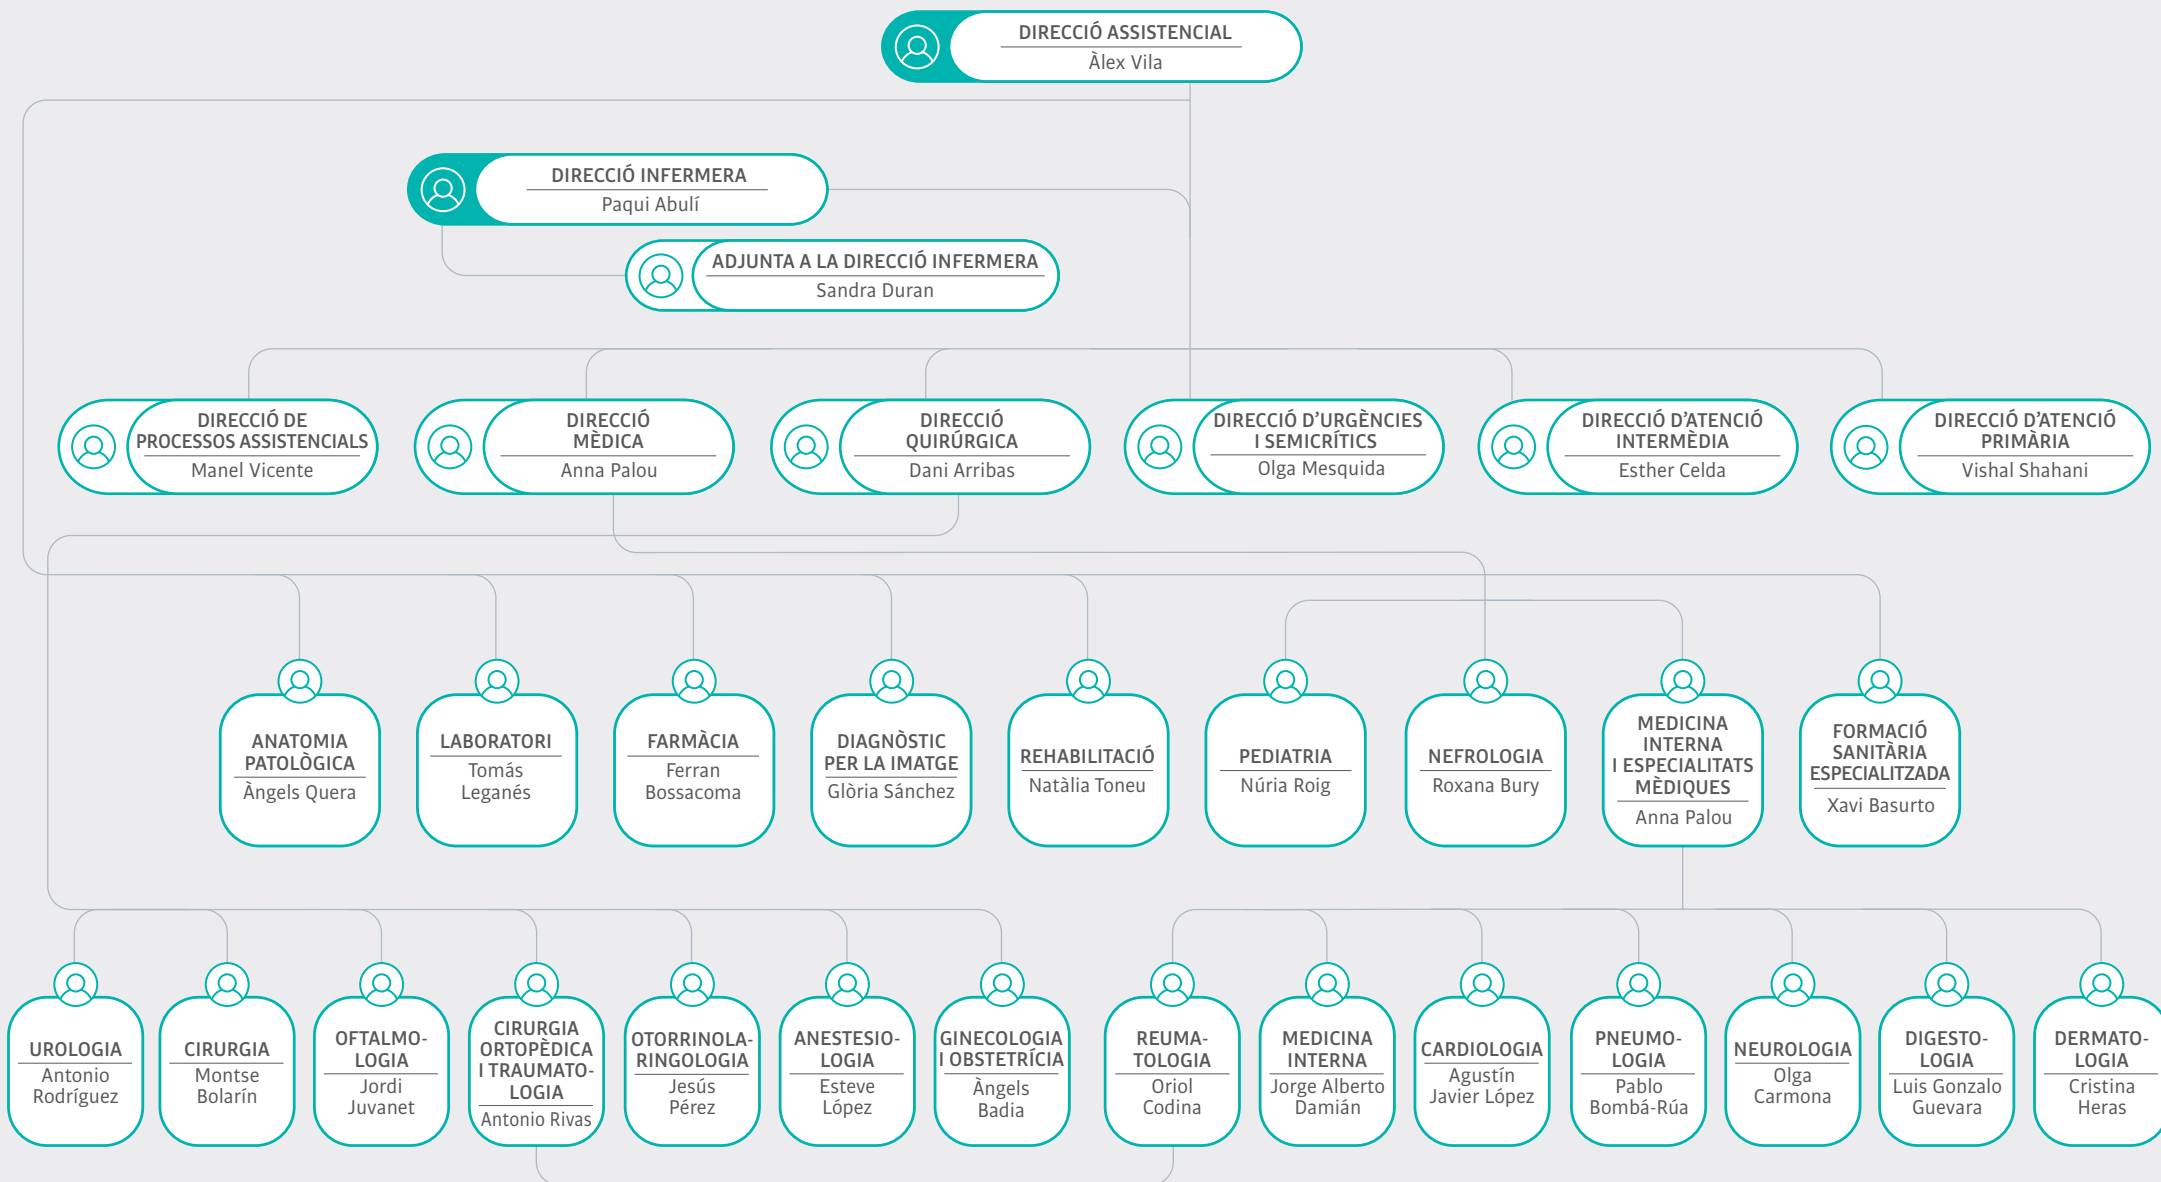 DIRECCIÓ ASSISTENCIAL
Àlex Vila
DIRECCIÓ INFERMERA
Paqui Abulí
ADJUNTA A LA DIRECCIÓ INFERMERA
Sandra Duran
DIRECCIÓ DE
PROCESSOS ASSISTENCIALS
Manel Vicente
DIRECCIÓ
MÈDICA
Anna Palou
DIRECCIÓ
QUIRÚRGICA
Dani Arribas
DIRECCIÓ D’URGÈNCIES
I SEMICRÍTICS
Olga Mesquida
DIRECCIÓ D’ATENCIÓ
INTERMÈDIA
Esther Celda
DIRECCIÓ D’ATENCIÓ
PRIMÀRIA
Vishal Shahani
ANATOMIA
PATOLÒGICA
Àngels Quera
LABORATORI
Tomás
Leganés
FARMÀCIA
Ferran
Bossacoma
DIAGNÒSTIC
PER LA IMATGE
Glòria Sánchez
REHABILITACIÓ
Natàlia Toneu
PEDIATRIA
Núria Roig
NEFROLOGIA
Roxana Bury
MEDICINA
INTERNA
I ESPECIALITATS
MÈDIQUES
Anna Palou
FORMACIÓ
SANITÀRIA
ESPECIALITZADA
Xavi Basurto
UROLOGIA
Antonio
Rodríguez
CIRURGIA
Montse
Bolarín
OFTALMO-
LOGIA
Jordi
Juvanet
CIRURGIA
ORTOPÈDICA
I TRAUMATO-
LOGIA
Antonio Rivas
OTORRINOLA-
RINGOLOGIA
Jesús
Pérez
ANESTESIO-
LOGIA
Esteve
López
GINECOLOGIA
I OBSTETRÍCIA
Àngels
Badia
REUMA-
TOLOGIA
Oriol
Codina
MEDICINA
INTERNA
Jorge Alberto
Damián
CARDIOLOGIA
Agustín
Javier López
PNEUMO-
LOGIA
Pablo
Bombá-Rúa
NEUROLOGIA
Olga
Carmona
DIGESTO-
LOGIA
Luis Gonzalo
Guevara
DERMATO-
LOGIA
Cristina
Heras